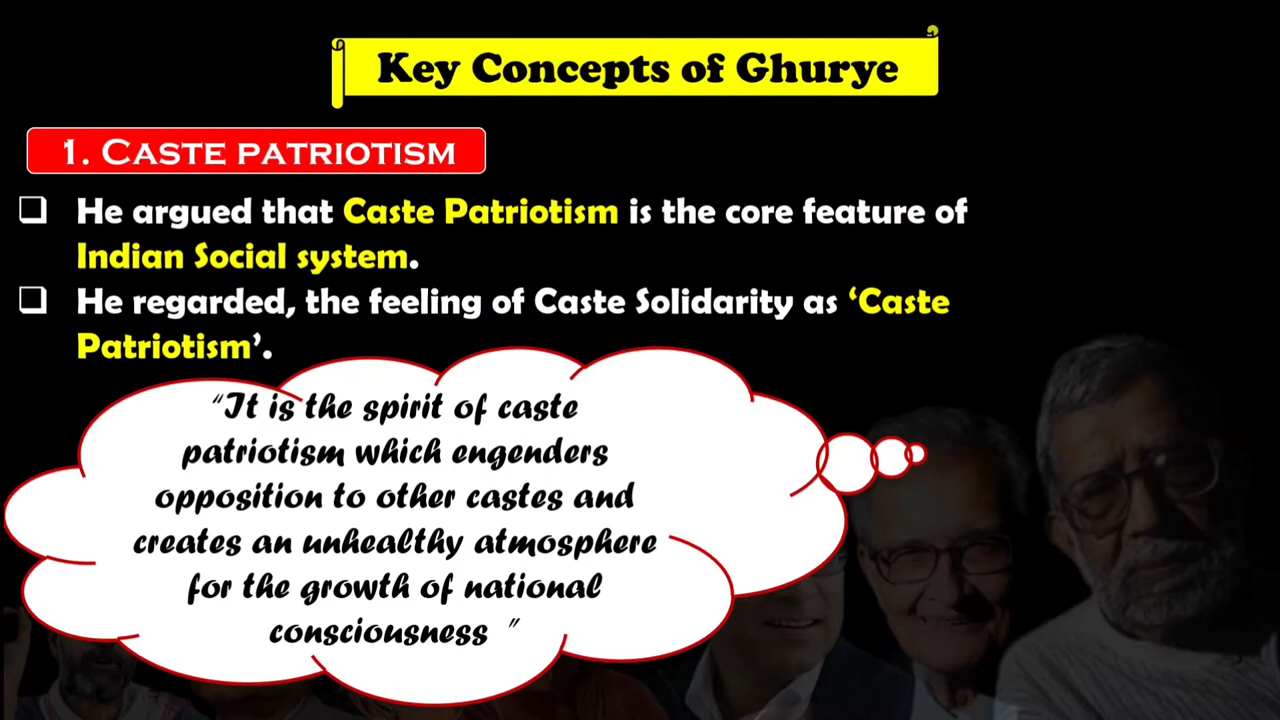 Key Concepts of Ghurye
1. CASTE PATRIOTISM
He argued that Caste Patriotism is the core feature of
Indian Social system.
He regarded, the feeling of Caste Solidarity as ‘Caste
Patriotism’.
“It is the spirit of caste
patriotism which engenders
opposition to other castes and
creates an unhealthy atmosphere
for the growth of national
consciousness ”